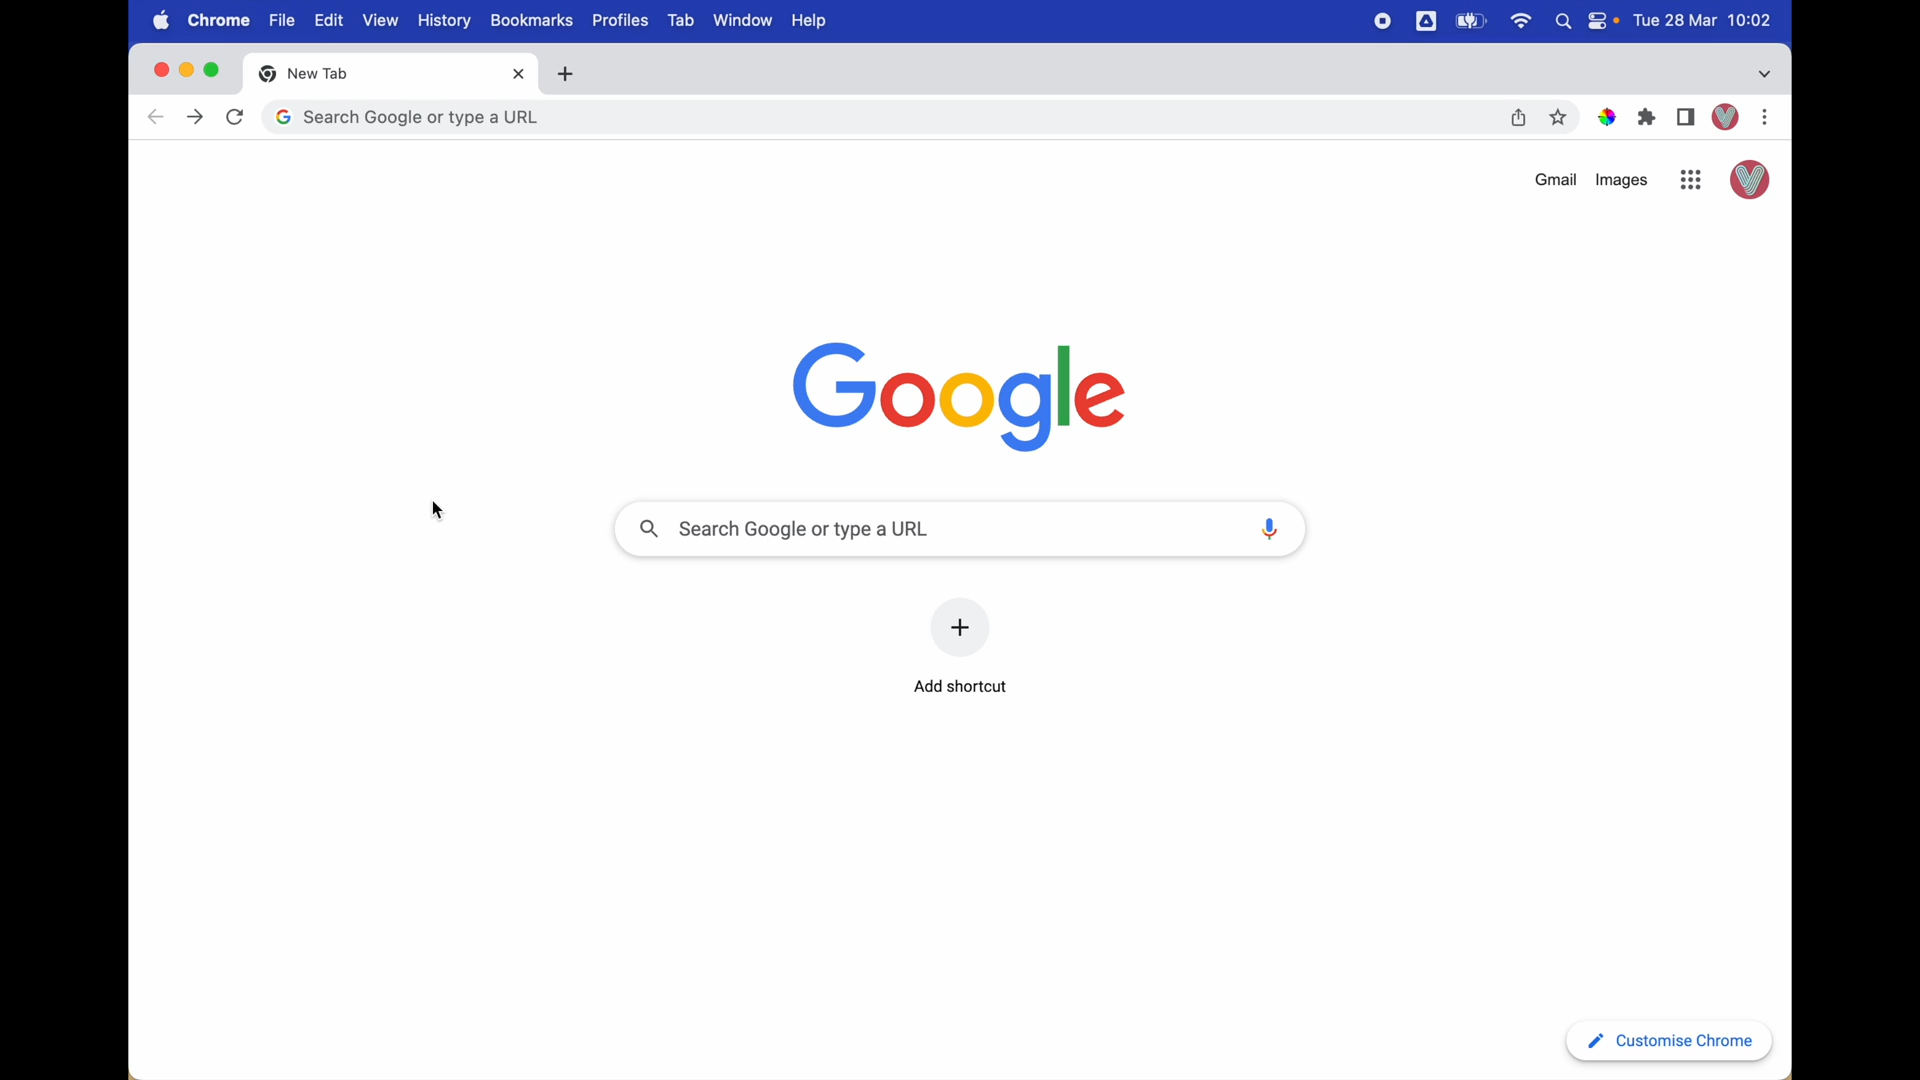 Chrome File Edit View History Bookmarks Profiles Tab Window Help Tue 28 Mar 10:02
New Tab
Search Google or type a URL
Gmail Images
Google
Search Google or type a URL
Add shortcut
Customise Chrome